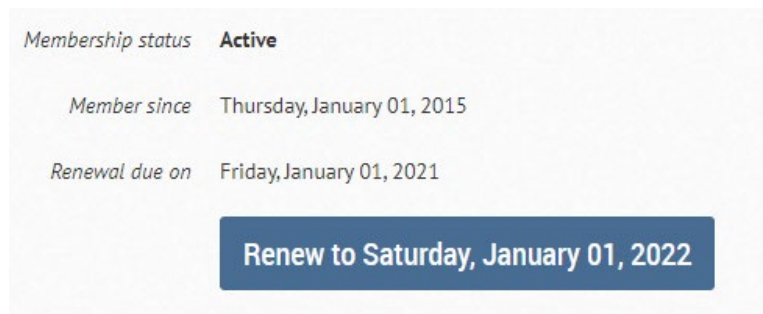 Membership status Active
Member since Thursday, January 01, 2015
Renewal due on Friday, January 01, 2021
Renew to Saturday, January 01, 2022